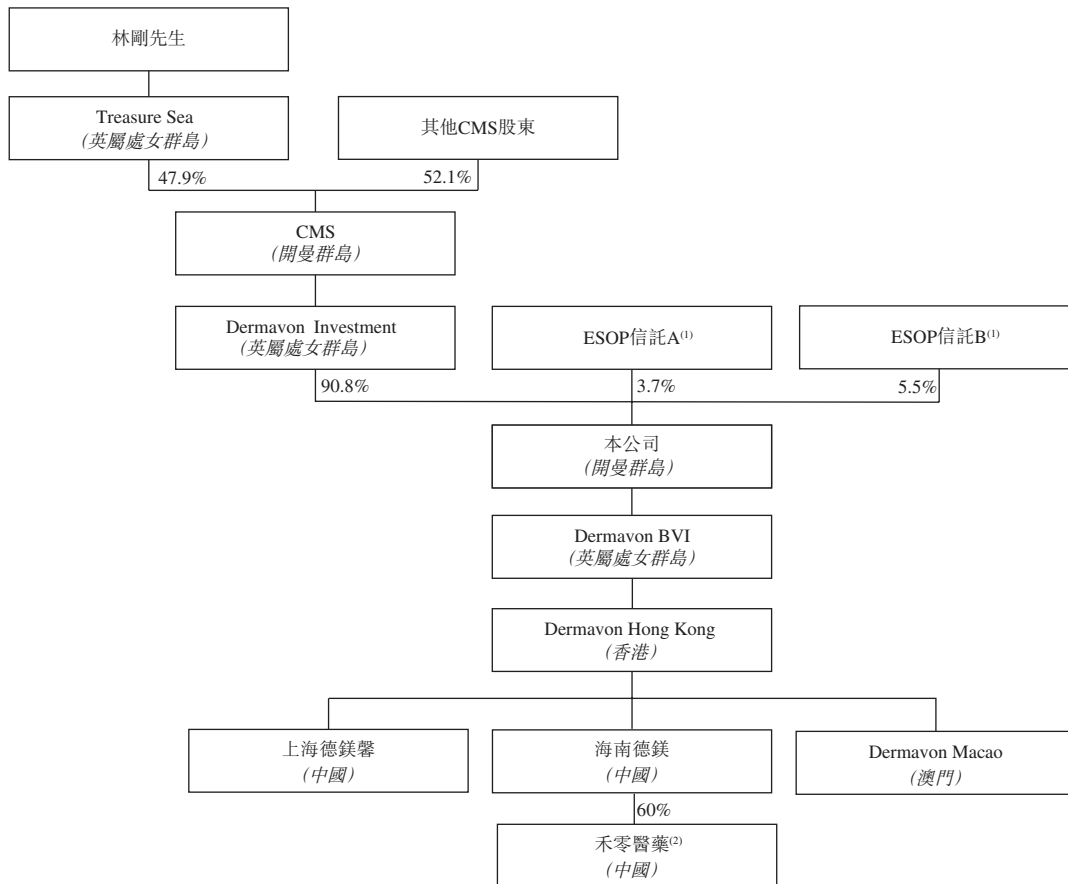 林剛先生
Treasure Sea
(英屬處女群島)
其他CMS股東
47.9%
52.1%
CMS
(開曼群島)
Dermavon Investment
(英屬處女群島)
ESOP信託A(1)
ESOP信託B(1)
90.8%
3.7%
5.5%
本公司
(開曼群島)
Dermavon BVI
(英屬處女群島)
Dermavon Hong Kong
(香港)
上海德鎂馨
(中國)
海南德鎂
(中國)
Dermavon Macao
(澳門)
60%
禾零醫藥(2)
(中國)